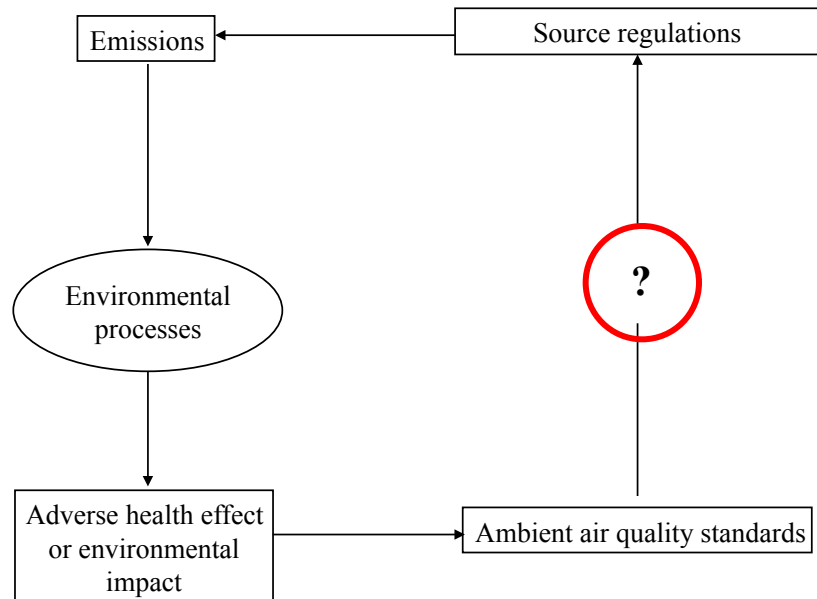 Emissions
Source regulations
Environmental
processes
?
Adverse health effect
or environmental
impact
Ambient air quality standards